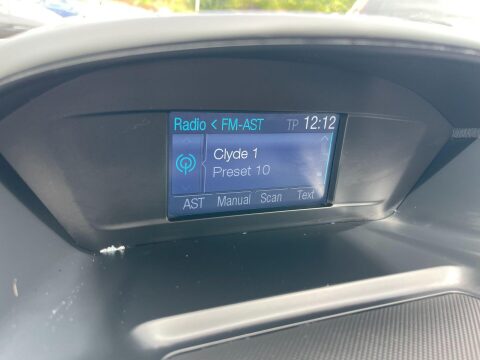 Radio < FM-AST TP 12:12
Clyde 1
Preset 10
AST Manual Scan Text